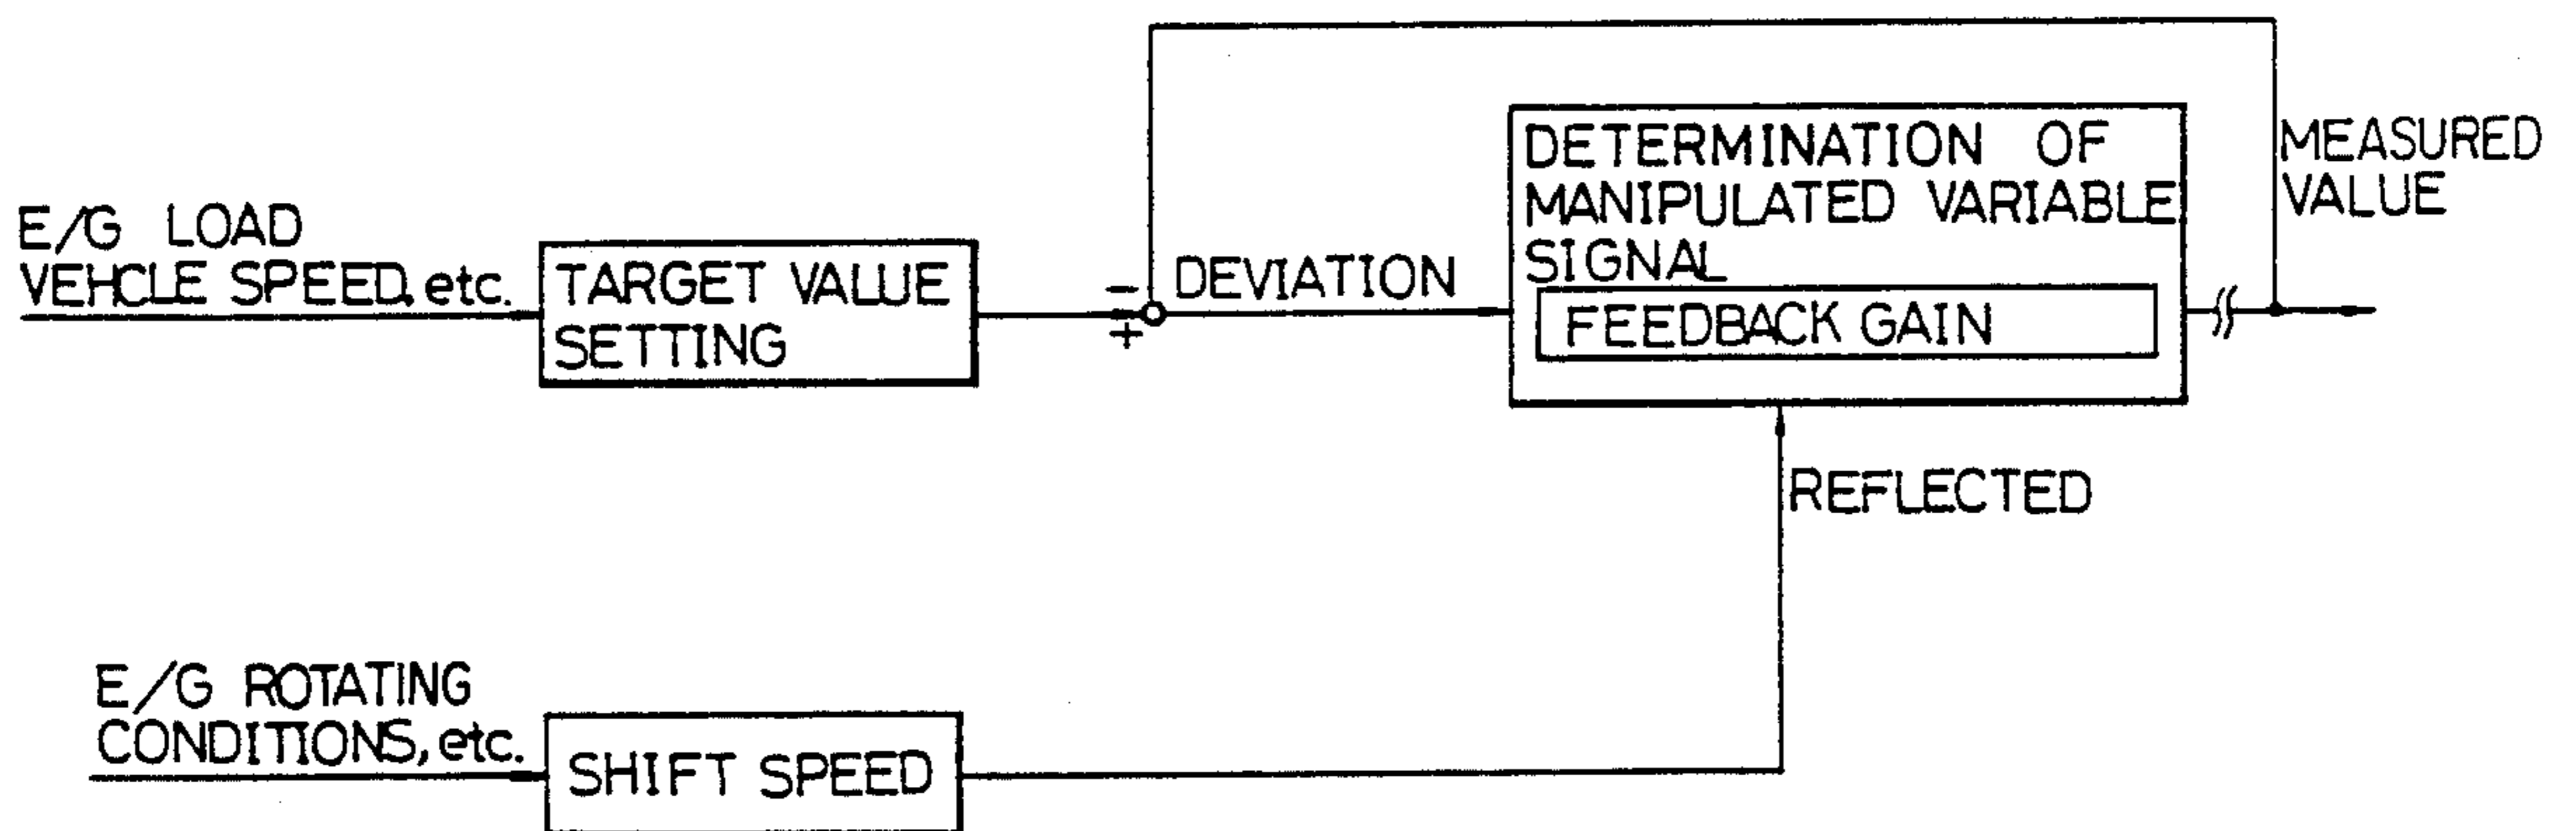 E/G LOAD
VEHCLE SPEED, etc.
TARGET VALUE
SETTING
−
+
DEVIATION
DETERMINATION OF
MANIPULATED VARIABLE
SIGNAL
FEEDBACK GAIN
MEASURED
VALUE
REFLECTED
E/G ROTATING
CONDITIONS, etc.
SHIFT SPEED